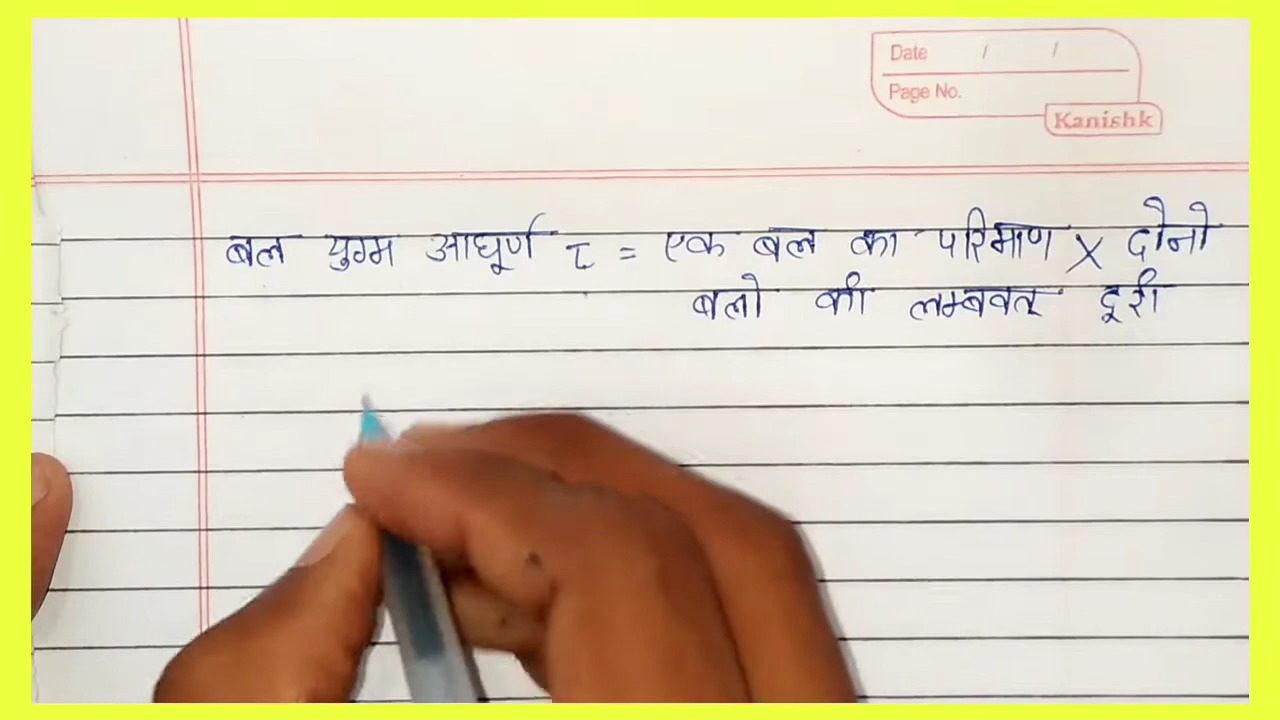 Date / /
Page No.
Kanishk
बल युग्म आघूर्ण τ = एक बल का परिमाण × दोनो
बलो की लम्बवत् दूरी